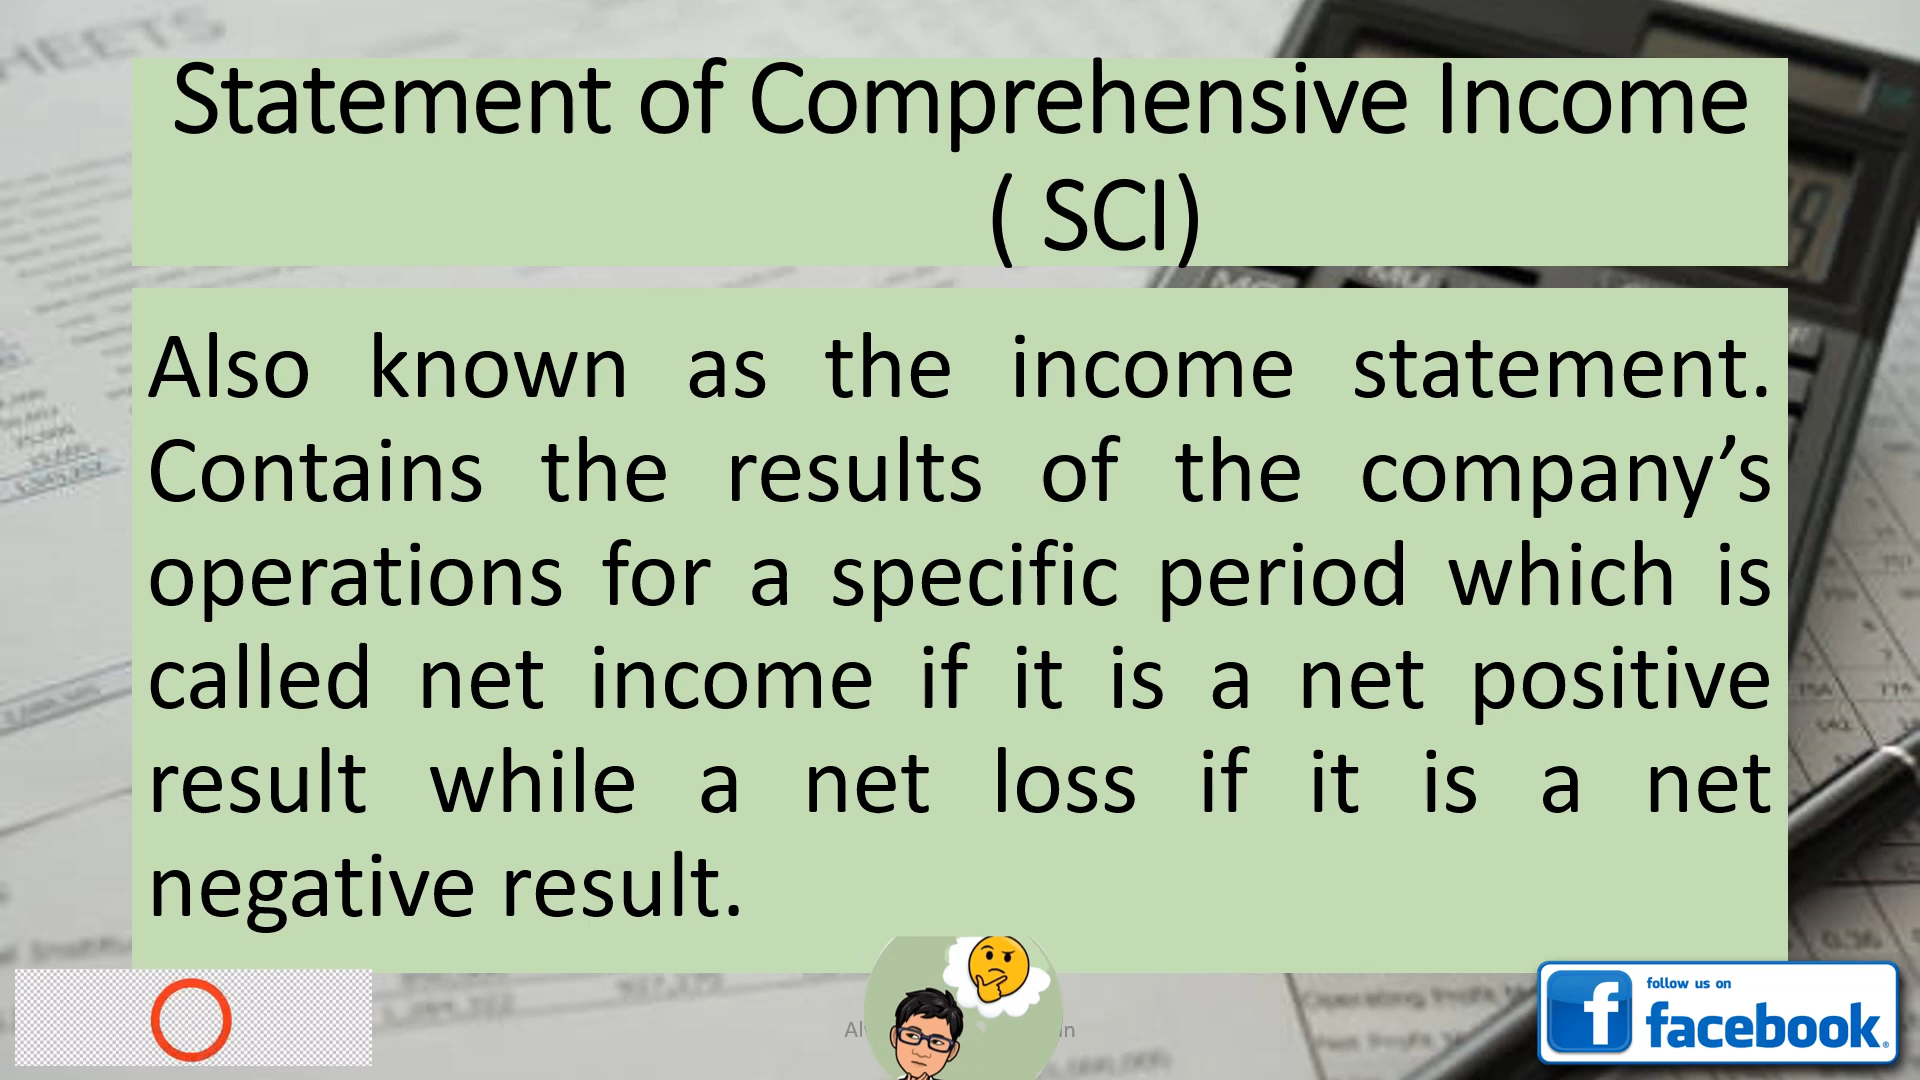 HEETS
Statement of Comprehensive Income
( SCI)
Also known as the income statement.
Contains the results of the company’s
operations for a specific period which is
called net income if it is a net positive
result while a net loss if it is a net
negative result.
follow us on
facebook